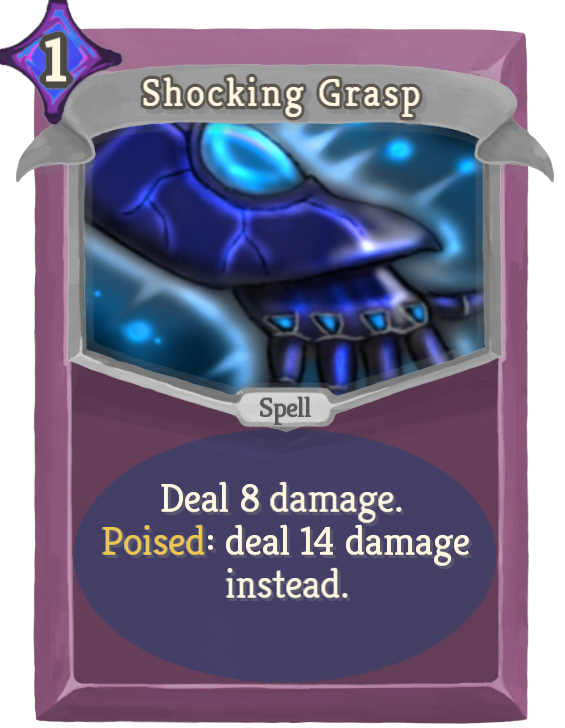 1
Shocking Grasp
Spell
Deal 8 damage.
Poised: deal 14 damage
instead.